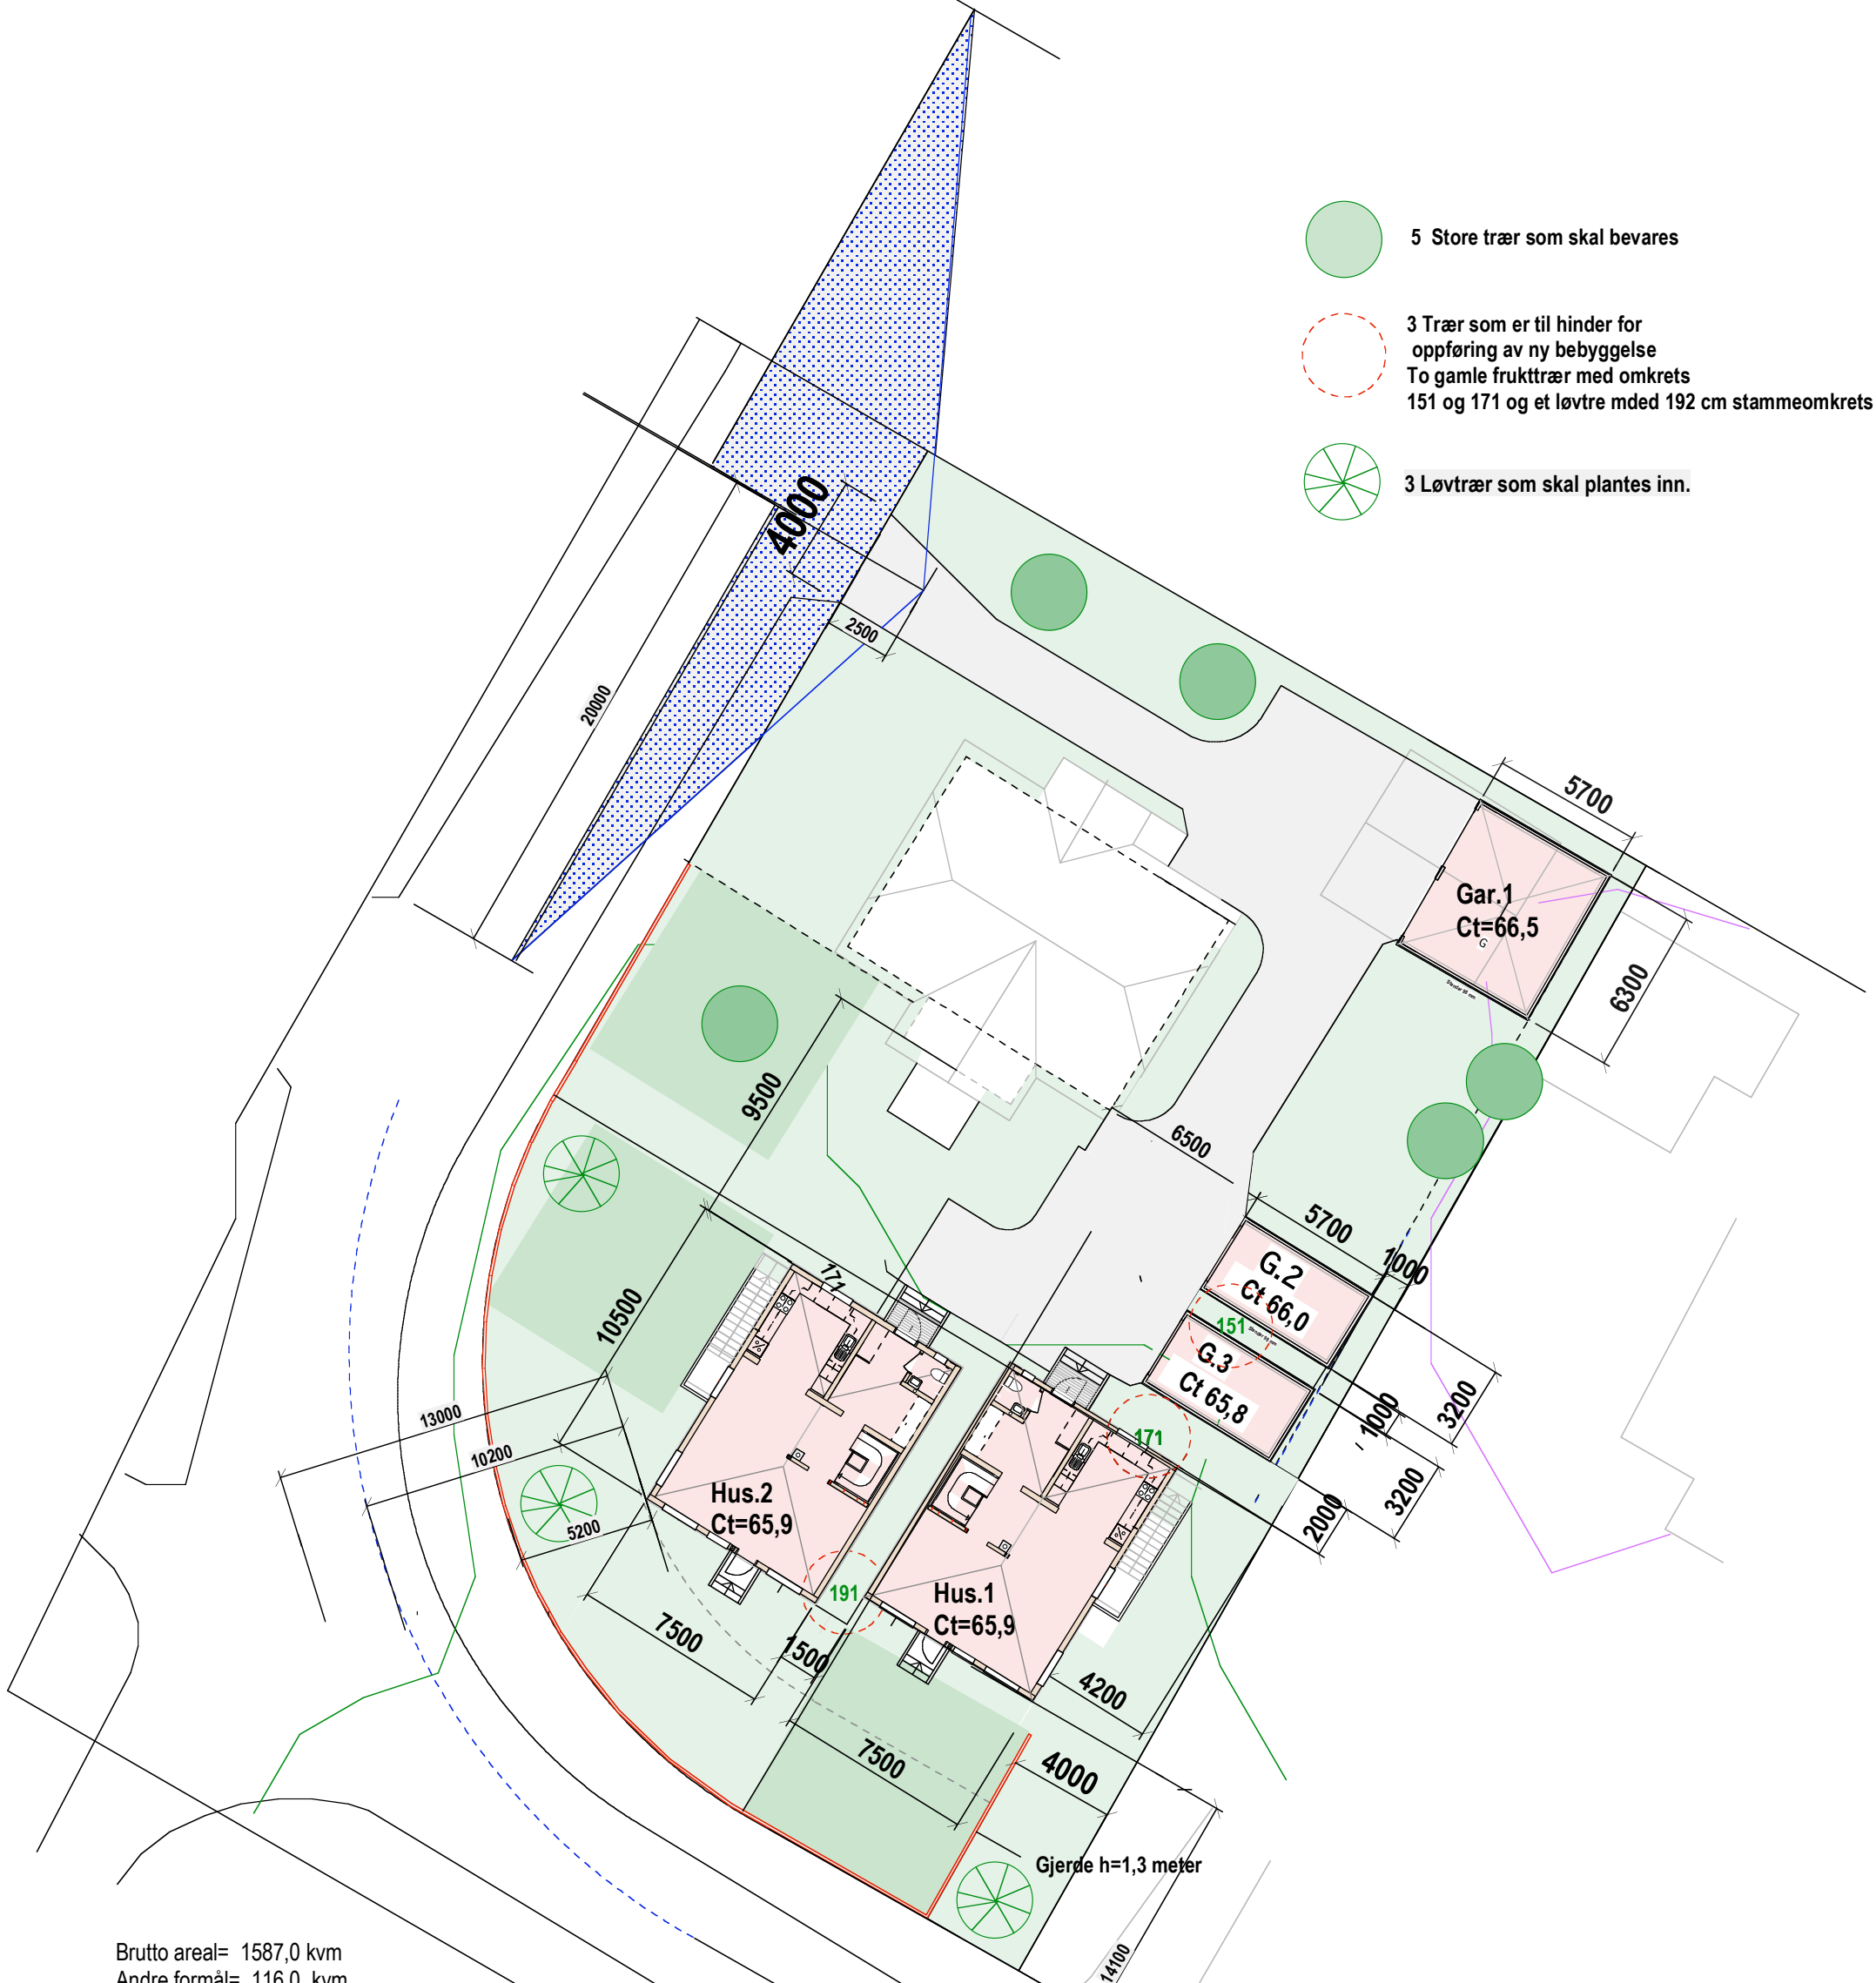 5 Store trær som skal bevares
3 Trær som er til hinder for
oppføring av ny bebyggelse
To gamle frukttrær med omkrets
151 og 171 og et løvtre mded 192 cm stammeomkrets
3 Løvtrær som skal plantes inn.
4000
2500
20000
5700
Gar.1
Ct=66,5
G
6300
9500
6500
5700
1000
G.2
Ct 66,0
151
G.3
Ct 65,8
171
10500
13000
10200
5200
171
1000
3200
3200
2000
Hus.2
Ct=65,9
191
Hus.1
Ct=65,9
7500
1500
4200
7500
4000
Gjerde h=1,3 meter
14100
Brutto areal= 1587,0 kvm
Andre formål= 116,0 kvm